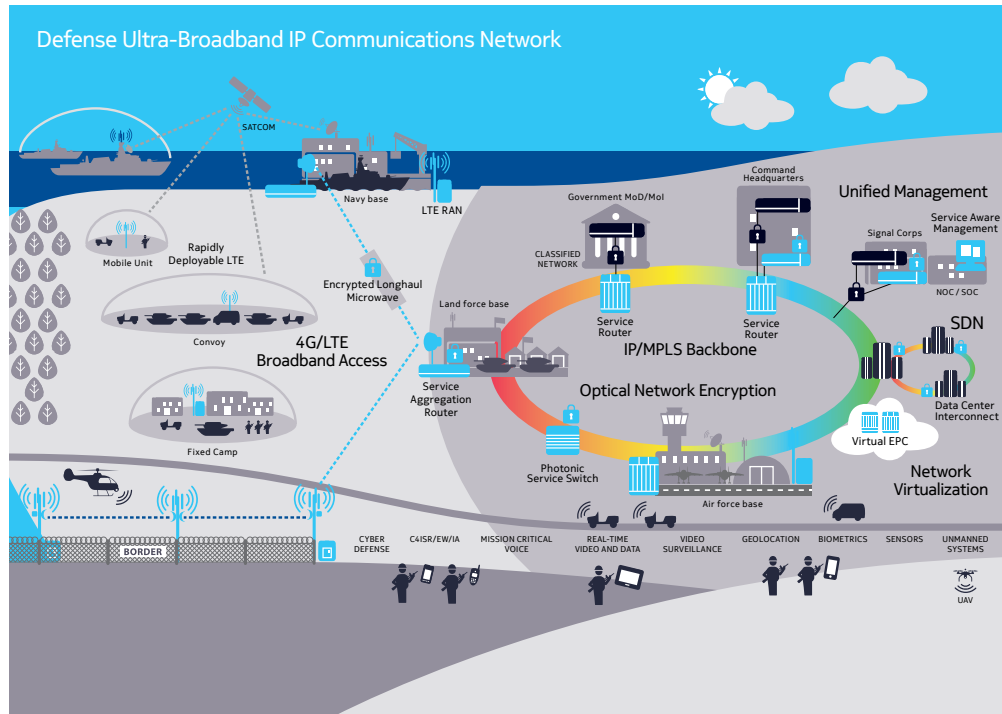 Defense Ultra-Broadband IP Communications Network
SATCOM
Navy base
LTE RAN
Mobile Unit
Rapidly
Deployable LTE
Convoy
4G/LTE
Broadband Access
Fixed Camp
Encrypted Longhaul
Microwave
Land force base
Service
Aggregation
Router
Government MoD/MoI
CLASSIFIED
NETWORK
Service
Router
Command
Headquarters
Service
Router
Unified Management
Signal Corps
Service Aware
Management
NOC / SOC
IP/MPLS Backbone
Optical Network Encryption
SDN
Data Center
Interconnect
Virtual EPC
Network
Virtualization
Photonic
Service Switch
Air force base
BORDER
CYBER
DEFENSE
C4ISR/EW/IA
MISSION CRITICAL
VOICE
REAL-TIME
VIDEO AND DATA
VIDEO
SURVEILLANCE
GEOLOCATION
BIOMETRICS
SENSORS
UNMANNED
SYSTEMS
UAV